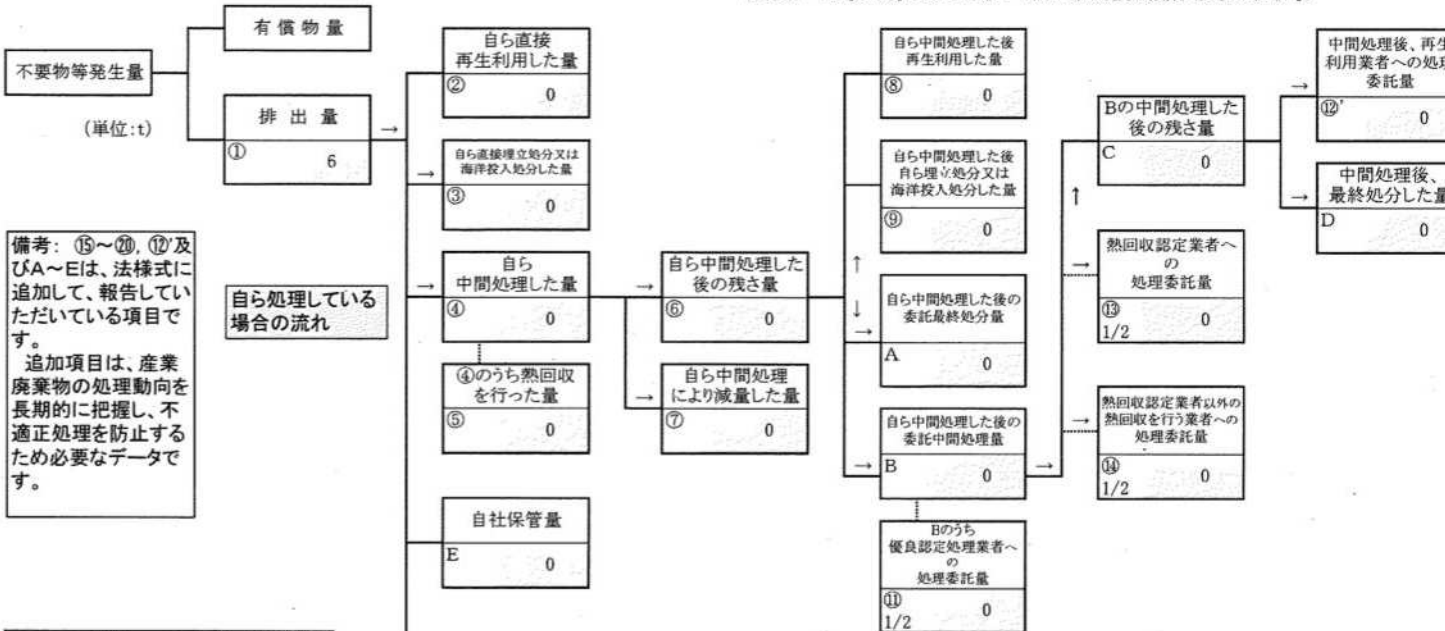 有償物量
不要物等発生量
(単位:t)
排出量
①
6
→
自ら直接
再生利用した量
②
0
→
自ら直接埋立処分又は
海洋投入処分した量
③
0
→
自ら
中間処理した量
④
0
④のうち熱回収
を行った量
⑤
0
自社保管量
E
0
備考: ⑮~⑳, ⑫'及
びA~Eは、法様式に
追加して、報告してい
ただいている項目で
す。
追加項目は、産業
廃棄物の処理動向を
長期的に把握し、不
適正処理を防止する
ため必要なデータで
す。
自ら処理している
場合の流れ
→
自ら中間処理した
後の残さ量
⑥
0
→
自ら中間処理
により減量した量
⑦
0
自ら中間処理した後
再生利用した量
⑧
0
自ら中間処理した後
自ら埋立処分又は
海洋投入処分した量
⑨
0
↑
↓
→
自ら中間処理した後の
委託最終処分量
A
0
→
自ら中間処理した後の
委託中間処理量
B
0
Bのうち
優良認定処理業者へ
の
処理委託量
⑪
1/2
0
→
↑
Bの中間処理した
後の残さ量
C
0
→
熱回収認定業者へ
の
処理委託量
⑬
1/2
0
→
熱回収認定業者以外の
熱回収を行う業者への
処理委託量
⑭
1/2
0
→
中間処理後、再生
利用業者への処理
委託量
⑫'
0
→
中間処理後、
最終処分した量
D
0